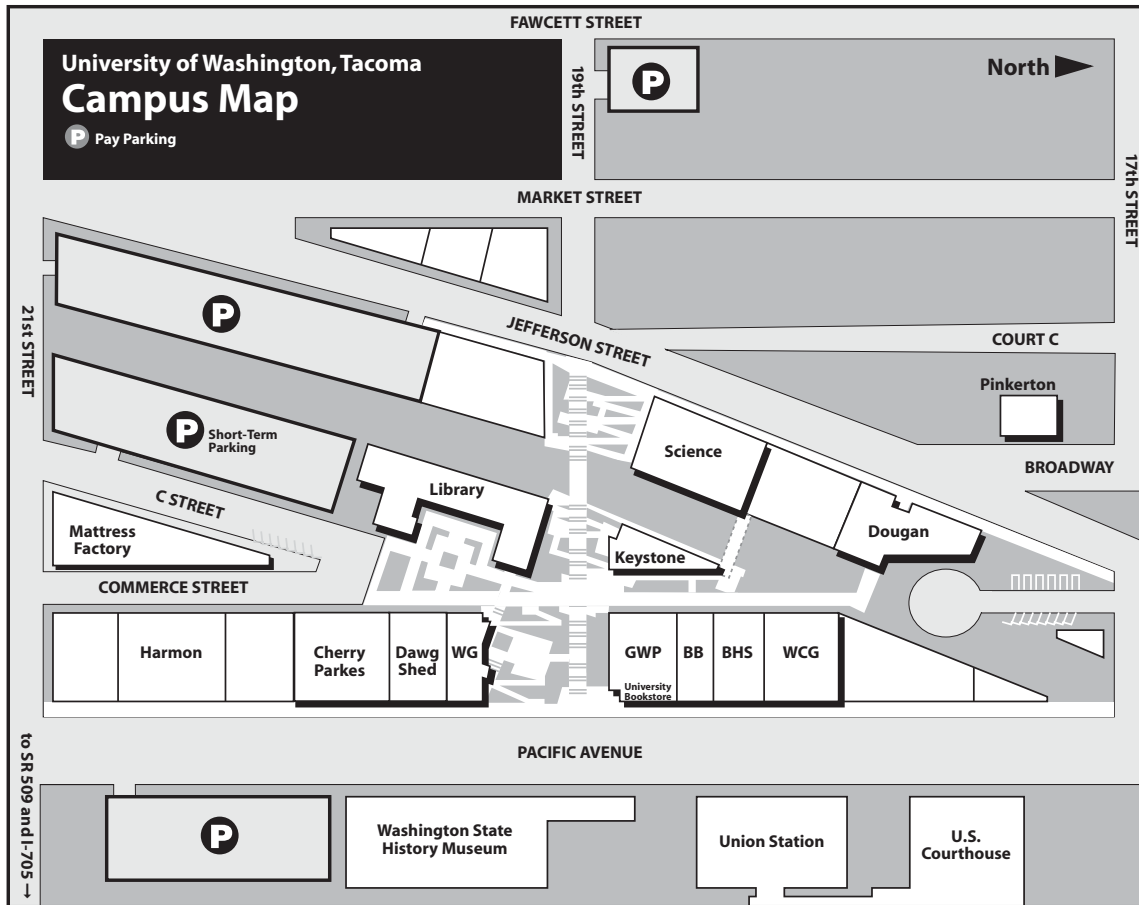 FAWCETT STREET
University of Washington, Tacoma
Campus Map
P Pay Parking
19th STREET
P
North
17th STREET
MARKET STREET
21st STREET
P
JEFFERSON STREET
COURT C
Pinkerton
P Short-Term
Parking
Science
BROADWAY
Library
C STREET
Mattress
Factory
Keystone
Dougan
COMMERCE STREET
Harmon
Cherry
Parkes
Dawg
Shed
WG
GWP
University
Bookstore
BB
BHS
WCG
PACIFIC AVENUE
to SR 509 and I-705 →
P
Washington State
History Museum
Union Station
U.S.
Courthouse